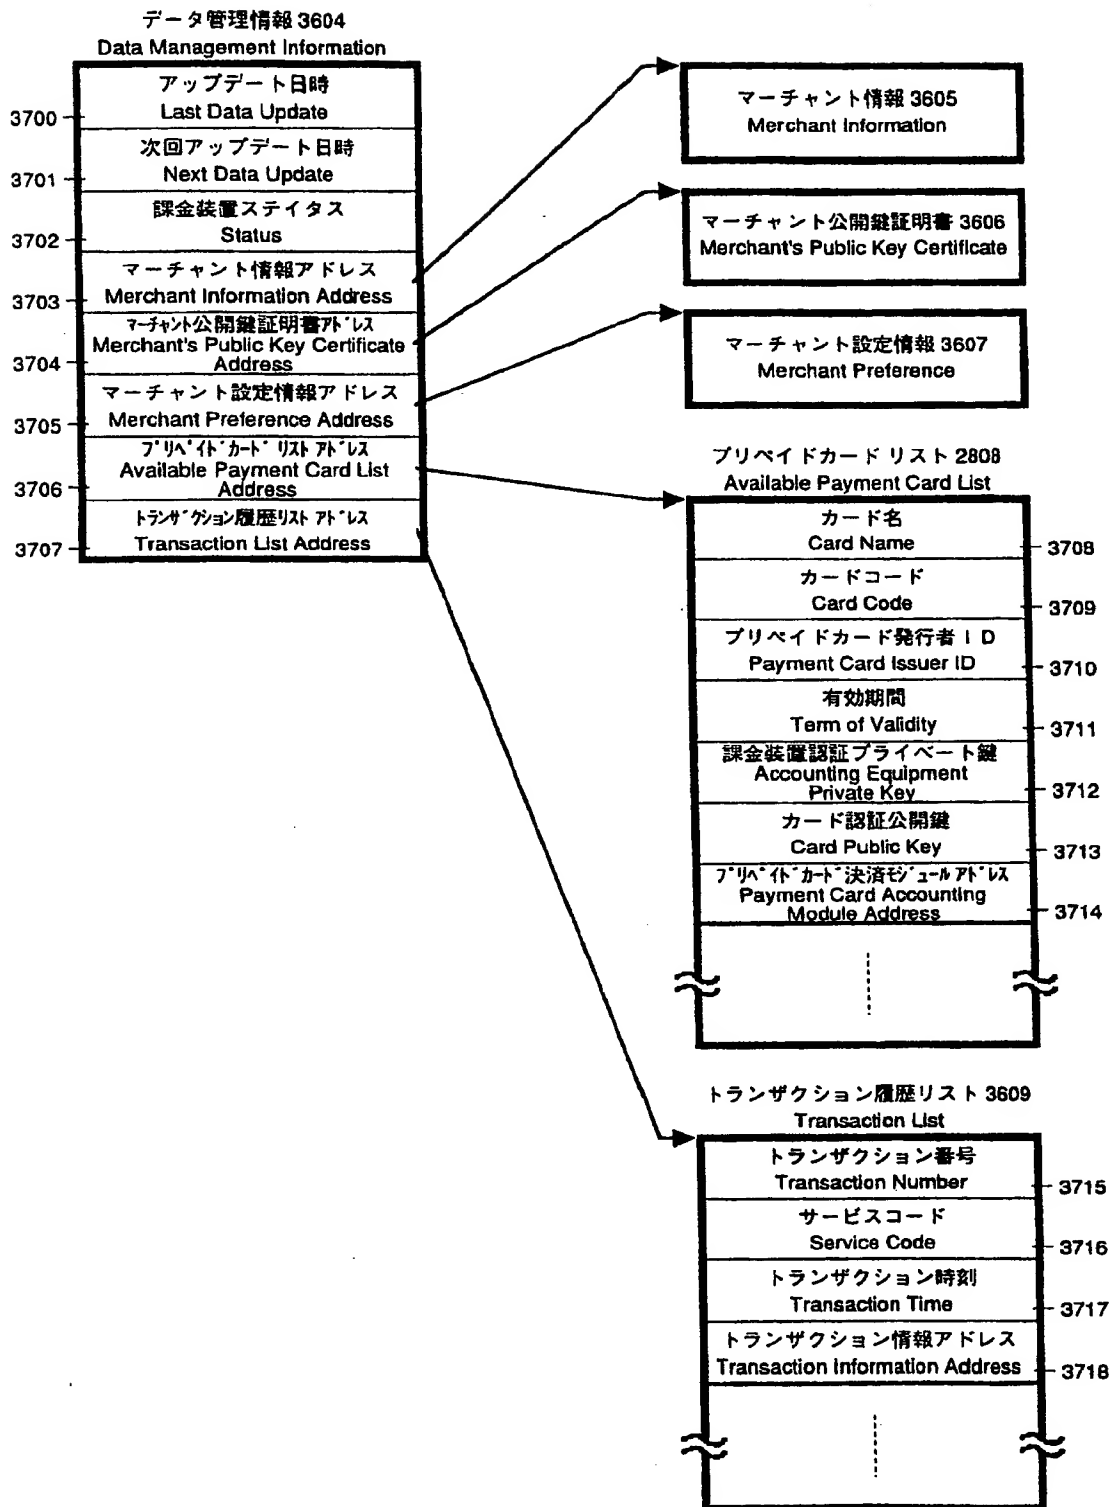 データ管理情報 3604
Data Management Information
アップデート日時
Last Data Update
3700
次回アップデート日時
Next Data Update
3701
課金装置ステイタス
Status
3702
マーチャント情報アドレス
Merchant Information Address
3703
マーチャント公開鍵証明書アドレス
Merchant's Public Key Certificate
Address
3704
マーチャント設定情報アドレス
Merchant Preference Address
3705
プリペイドカード リスト アドレス
Available Payment Card List
Address
3706
トランザクション履歴リスト アドレス
Transaction List Address
3707
マーチャント情報 3605
Merchant Information
マーチャント公開鍵証明書 3606
Merchant's Public Key Certificate
マーチャント設定情報 3607
Merchant Preference
プリペイドカード リスト 2808
Available Payment Card List
カード名
Card Name
3708
カードコード
Card Code
3709
プリペイドカード発行者ID
Payment Card Issuer ID
3710
有効期間
Term of Validity
3711
課金装置認証プライベート鍵
Accounting Equipment
Private Key
3712
カード認証公開鍵
Card Public Key
3713
プリペイドカード決済モジュール アドレス
Payment Card Accounting
Module Address
3714
トランザクション履歴リスト 3609
Transaction List
トランザクション番号
Transaction Number
3715
サービスコード
Service Code
3716
トランザクション時刻
Transaction Time
3717
トランザクション情報アドレス
Transaction Information Address
3718